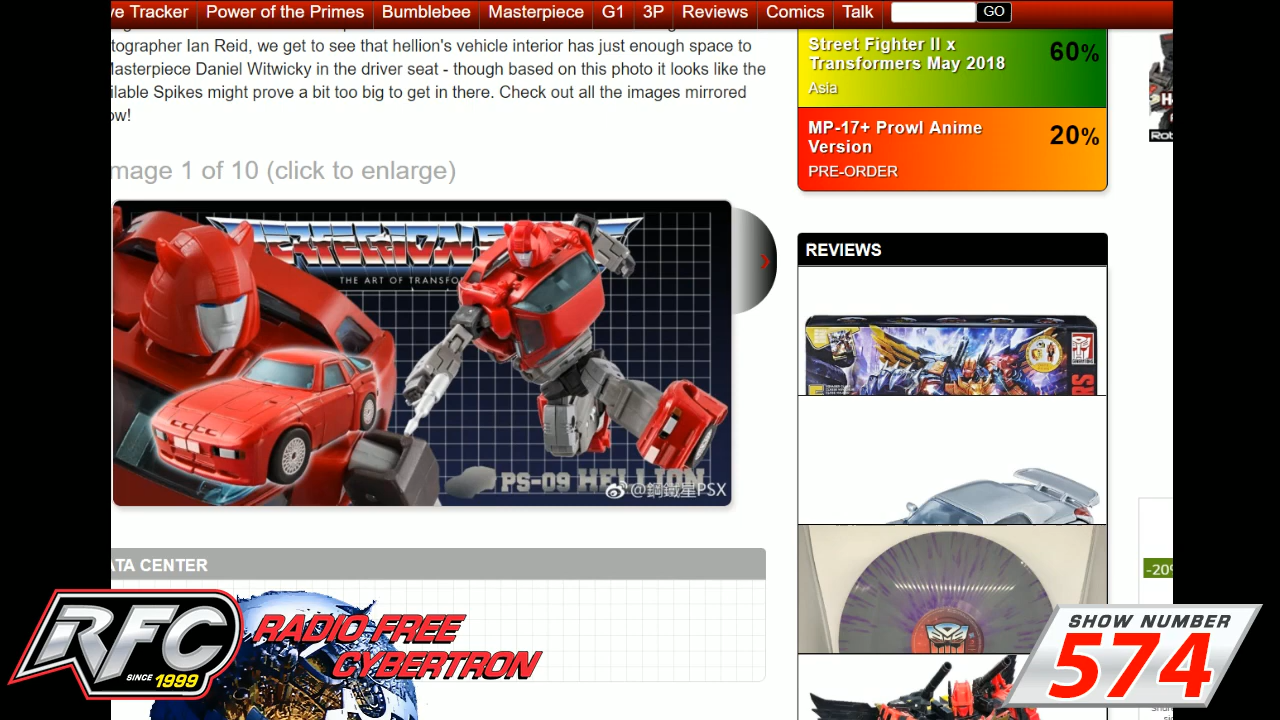 ve Tracker Power of the Primes Bumblebee Masterpiece G1 3P Reviews Comics Talk GO
tographer Ian Reid, we get to see that hellion's vehicle interior has just enough space to
Masterpiece Daniel Witwicky in the driver seat - though based on this photo it looks like the
ilable Spikes might prove a bit too big to get in there. Check out all the images mirrored
ow!
mage 1 of 10 (click to enlarge)
THE ART OF TRANSFO
PS-09 HELLION
@鋼鐵星PSX
ATA CENTER
Street Fighter II x
Transformers May 2018
60%
Asia
MP-17+ Prowl Anime
Version
20%
PRE-ORDER
REVIEWS
-20%
RFC
SINCE 1999
RADIO FREE
CYBERTRON
SHOW NUMBER
574